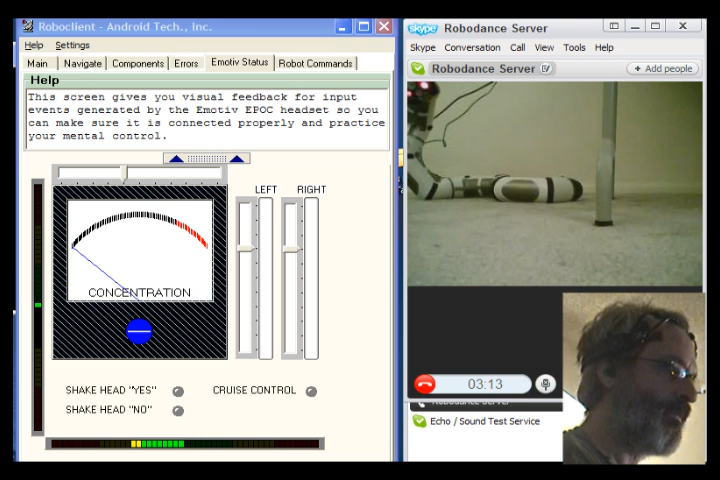 Roboclient - Android Tech., Inc.
Help Settings
Main Navigate Components Errors Emotiv Status Robot Commands
Help
This screen gives you visual feedback for input
events generated by the Emotiv EPOC headset so you
can make sure it is connected properly and practice
your mental control.
LEFT RIGHT
CONCENTRATION
SHAKE HEAD "YES" CRUISE CONTROL
SHAKE HEAD "NO"
skype Robodance Server
Skype Conversation Call View Tools Help
Robodance Server + Add people
03:13
Robodance Server
Echo / Sound Test Service